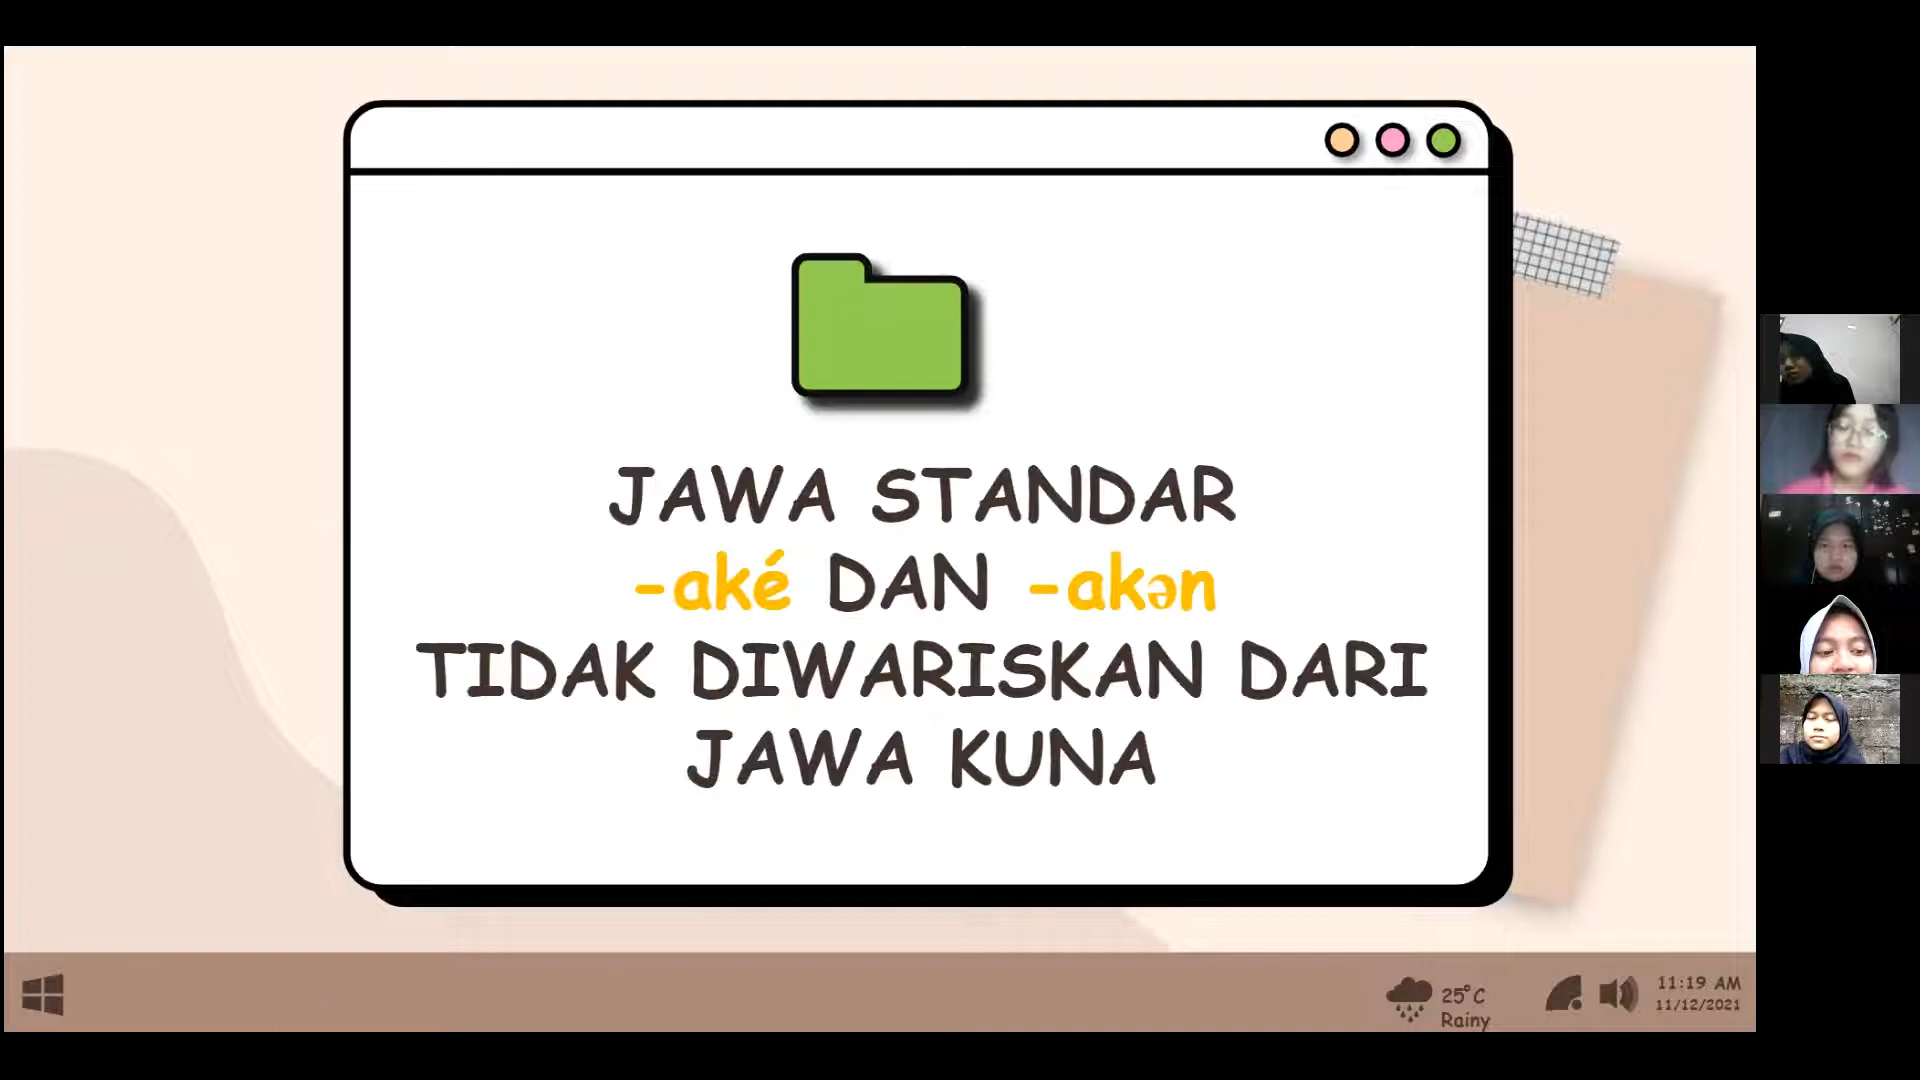 JAWA STANDAR
-aké DAN -akən
TIDAK DIWARISKAN DARI
JAWA KUNA
25°C
Rainy
11:19 AM
11/12/2021